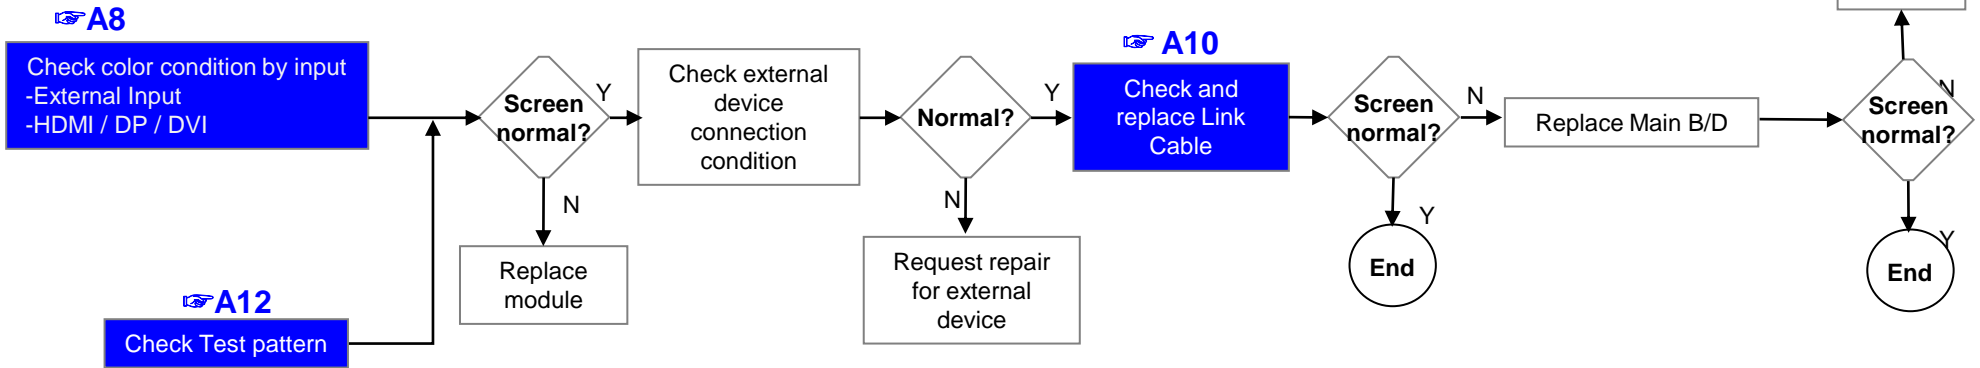 ☞A8
Check color condition by input
-External Input
-HDMI / DP / DVI
Screen
normal?
Y
N
Replace
module
☞A12
Check Test pattern
Check external
device
connection
condition
Normal?
Y
N
Request repair
for external
device
☞ A10
Check and
replace Link
Cable
Screen
normal?
N
Y
End
Replace Main B/D
Screen
normal?
N
Y
End